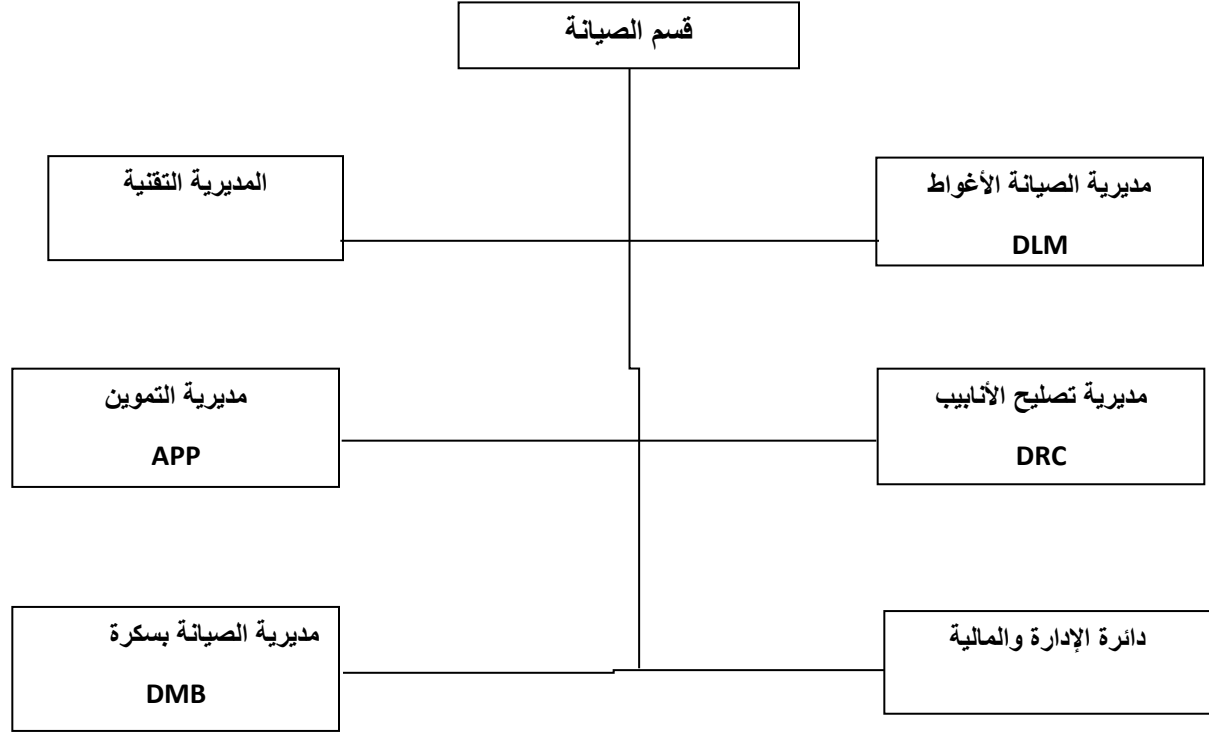 قسم الصيانة
مديرية الصيانة الأغواط
DLM
المديرية التقنية
مديرية تصليح الأنابيب
DRC
مديرية التموين
APP
دائرة الإدارة والمالية
مديرية الصيانة بسكرة
DMB